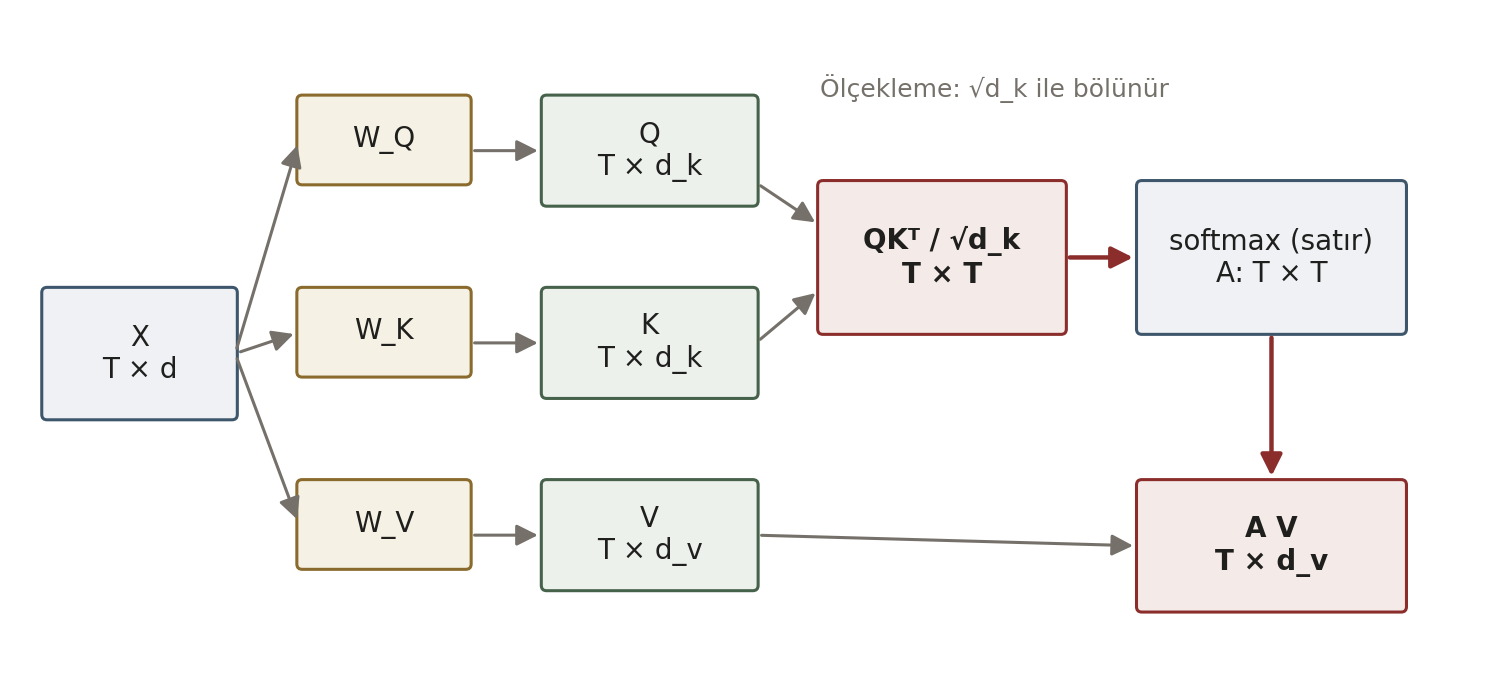 Ölçekleme: √d_k ile bölünür
X
T × d
W_Q
Q
T × d_k
W_K
K
T × d_k
W_V
V
T × d_v
QKᵀ / √d_k
T × T
softmax (satır)
A: T × T
A V
T × d_v